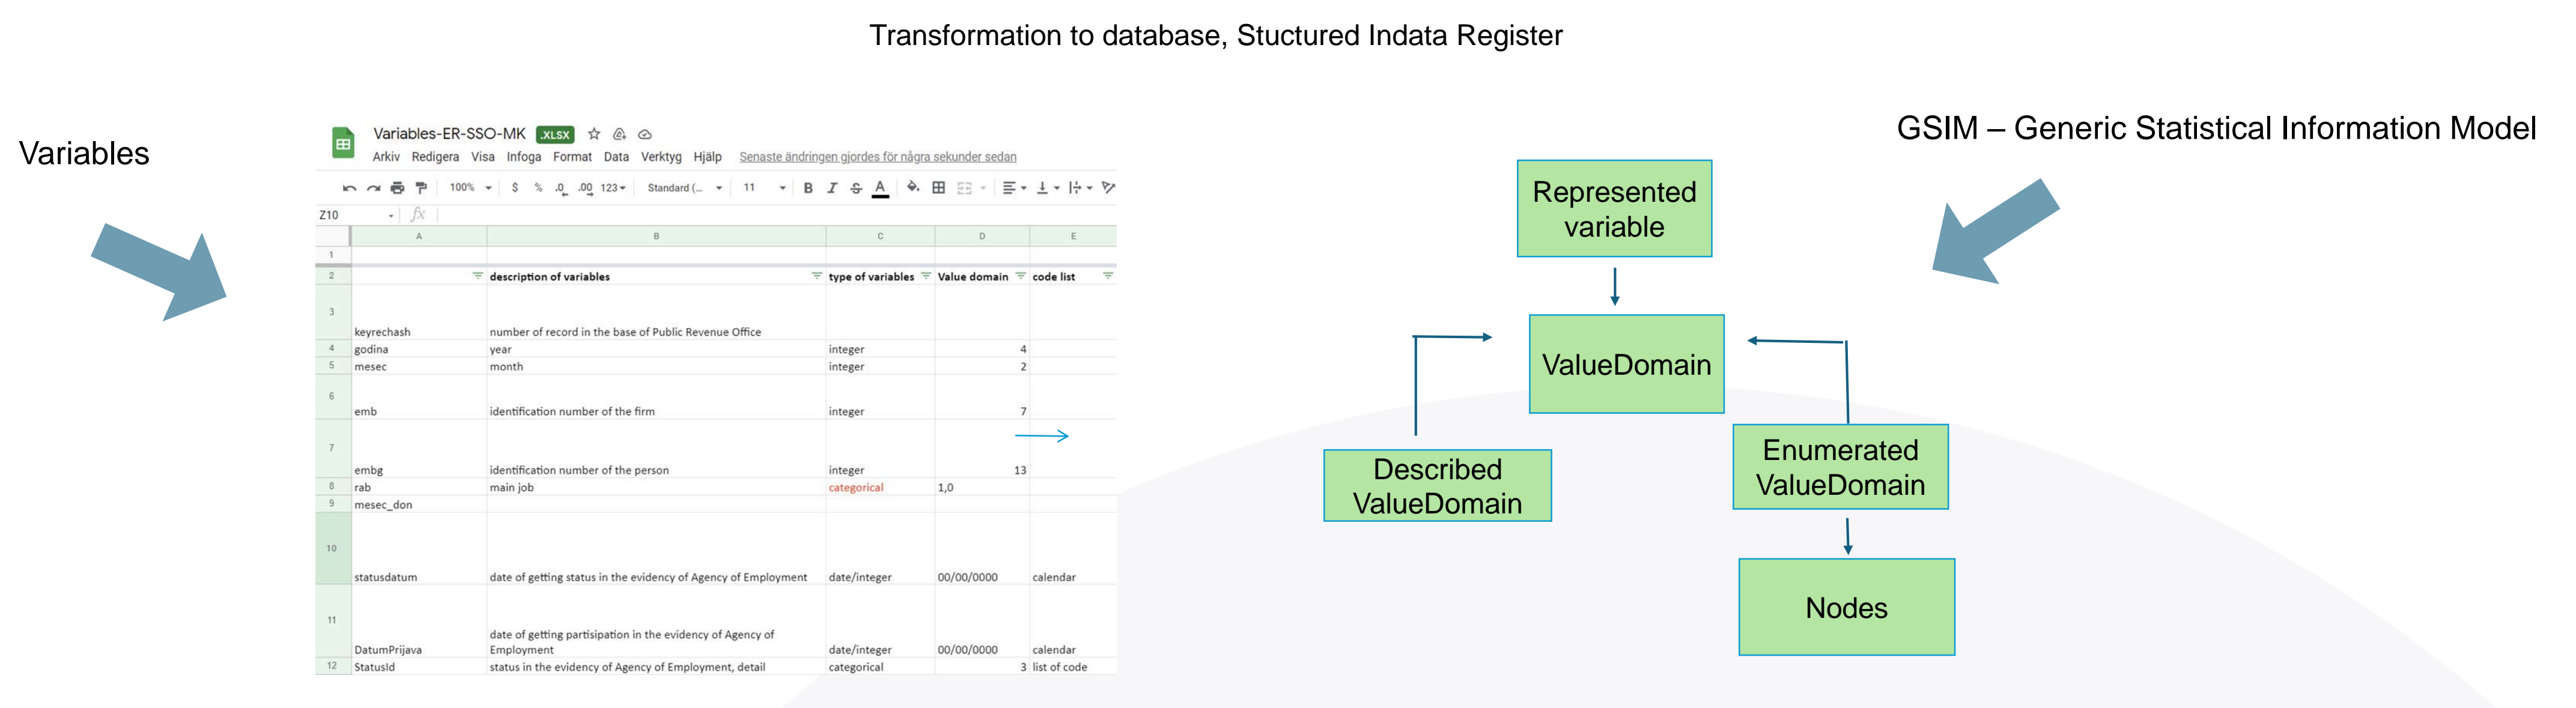 Transformation to database, Stuctured Indata Register
Variables
GSIM – Generic Statistical Information Model
Variables-ER-SSO-MK .XLSX
Arkiv Redigera Visa Infoga Format Data Verktyg Hjälp Senaste ändringen gjordes för några sekunder sedan
100% $ % .0 .00 123 Standard (... 11 B I S A
Z10 fx
A B C D E
1
2 description of variables type of variables Value domain code list
3 keyrechash number of record in the base of Public Revenue Office
4 godina year integer 4
5 mesec month integer 2
6 emb identification number of the firm integer 7
7 embg identification number of the person integer 13
8 rab main job categorical 1,0
9 mesec_don
10 statusdatum date of getting status in the evidency of Agency of Employment date/integer 00/00/0000 calendar
11 date of getting partisipation in the evidency of Agency of
DatumPrijava Employment date/integer 00/00/0000 calendar
12 StatusId status in the evidency of Agency of Employment, detail categorical 3 list of code
Represented
variable
ValueDomain
Described
ValueDomain
Enumerated
ValueDomain
Nodes